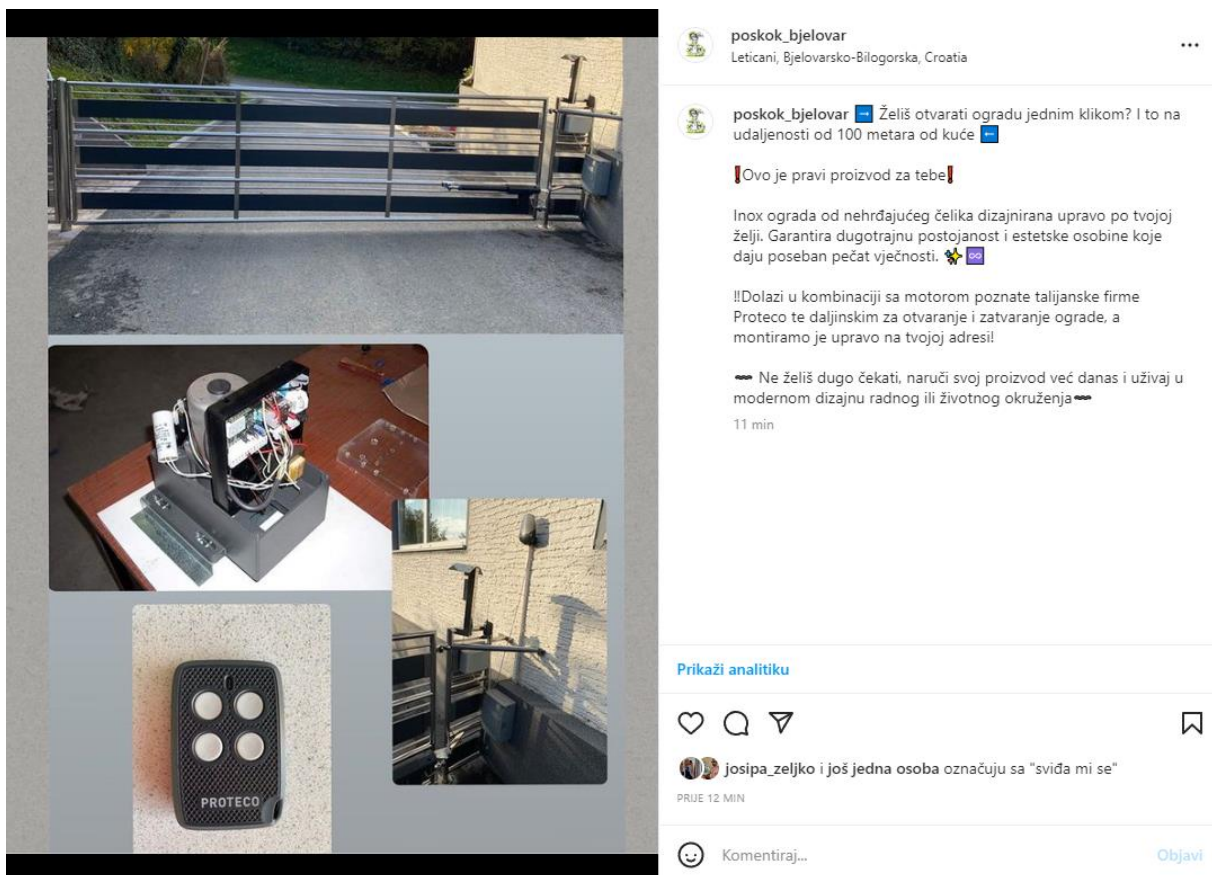 poskok_bjelovar
Leticani, Bjelovarsko-Bilogorska, Croatia
poskok_bjelovar ➡️ Želiš otvarati ogradu jednim klikom? I to na
udaljenosti od 100 metara od kuće ⬅️
❗Ovo je pravi proizvod za tebe❗
Inox ograda od nehrđajućeg čelika dizajnirana upravo po tvojoj
želji. Garantira dugotrajnu postojanost i estetske osobine koje
daju poseban pečat vječnosti. ✨♾️
‼Dolazi u kombinaciji sa motorom poznate talijanske firme
Proteco te daljinskim za otvaranje i zatvaranje ograde, a
montiramo je upravo na tvojoj adresi!
〰️ Ne želiš dugo čekati, naruči svoj proizvod već danas i uživaj u
modernom dizajnu radnog ili životnog okruženja〰️
11 min
Prikaži analitiku
josipa_zeljko i još jedna osoba označuju sa "sviđa mi se"
PRIJE 12 MIN
Komentiraj...
Objavi
PROTECO